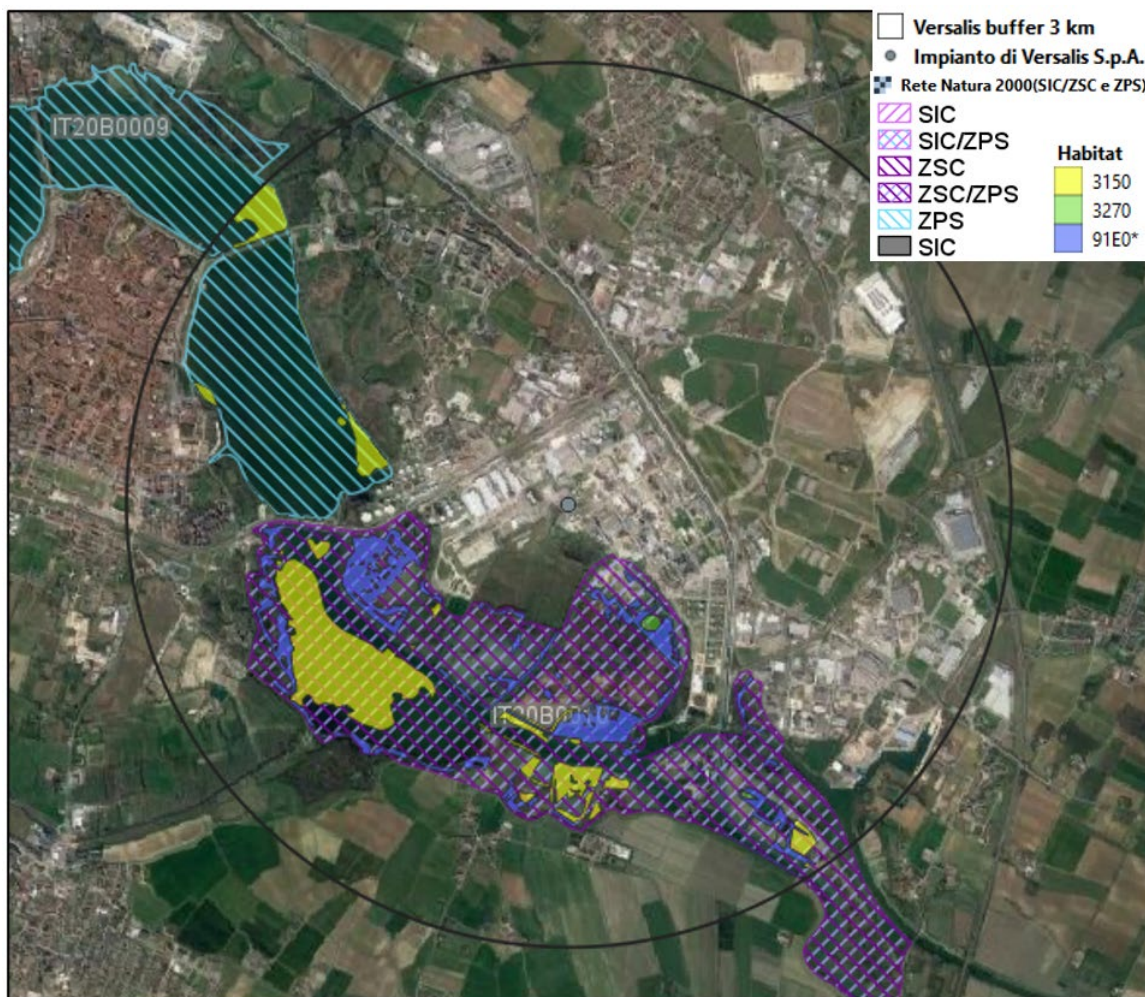 Versalis buffer 3 km
Impianto di Versalis S.p.A.
Rete Natura 2000(SIC/ZSC e ZPS)
SIC
SIC/ZPS
ZSC
ZSC/ZPS
ZPS
SIC
Habitat
3150
3270
91E0*
IT20B0009